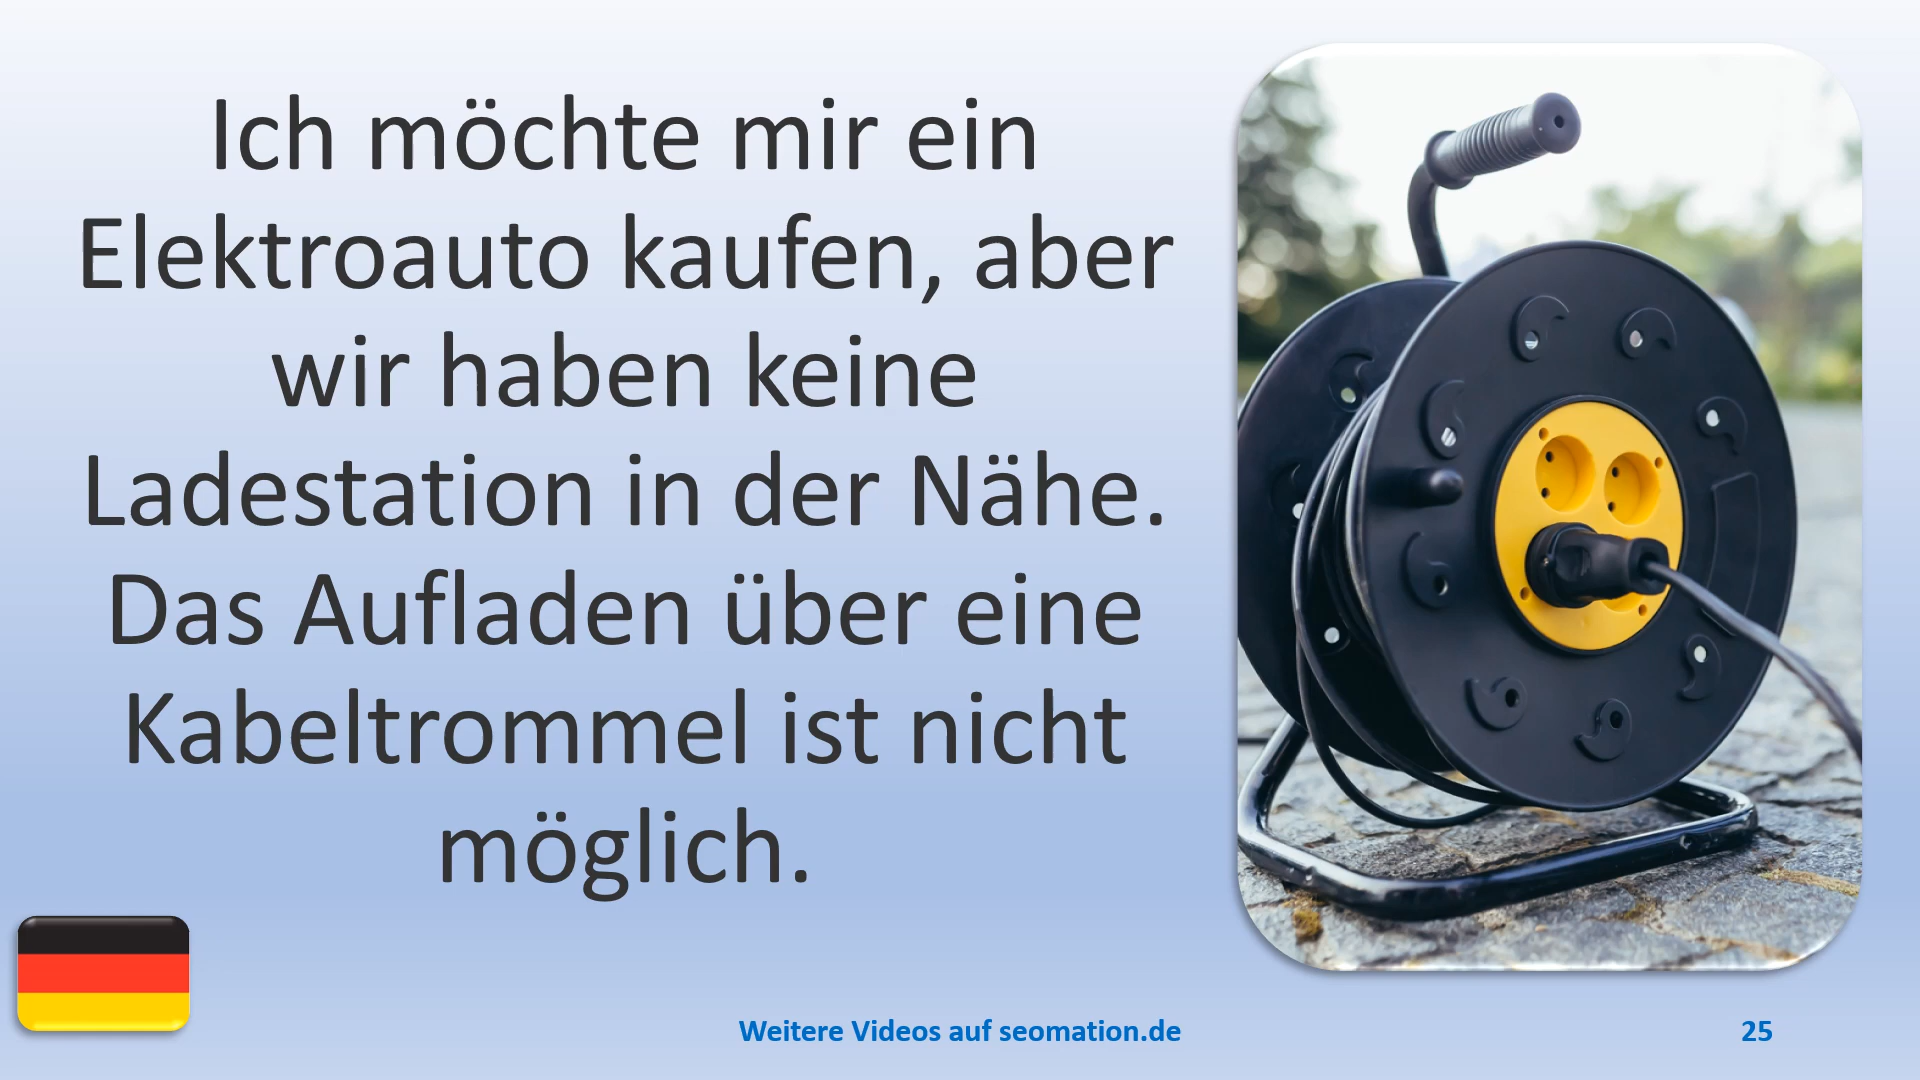 Ich möchte mir ein
Elektroauto kaufen, aber
wir haben keine
Ladestation in der Nähe.
Das Aufladen über eine
Kabeltrommel ist nicht
möglich.
Weitere Videos auf seomation.de
25